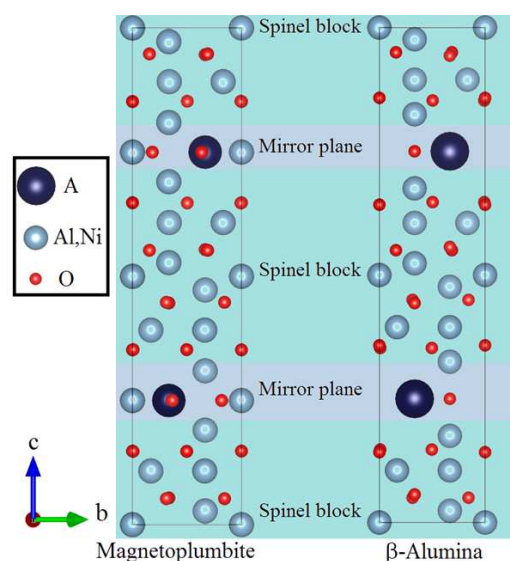 Spinel block
Mirror plane
A
Al,Ni
O
Spinel block
Mirror plane
c
b
Spinel block
Magnetoplumbite
β-Alumina